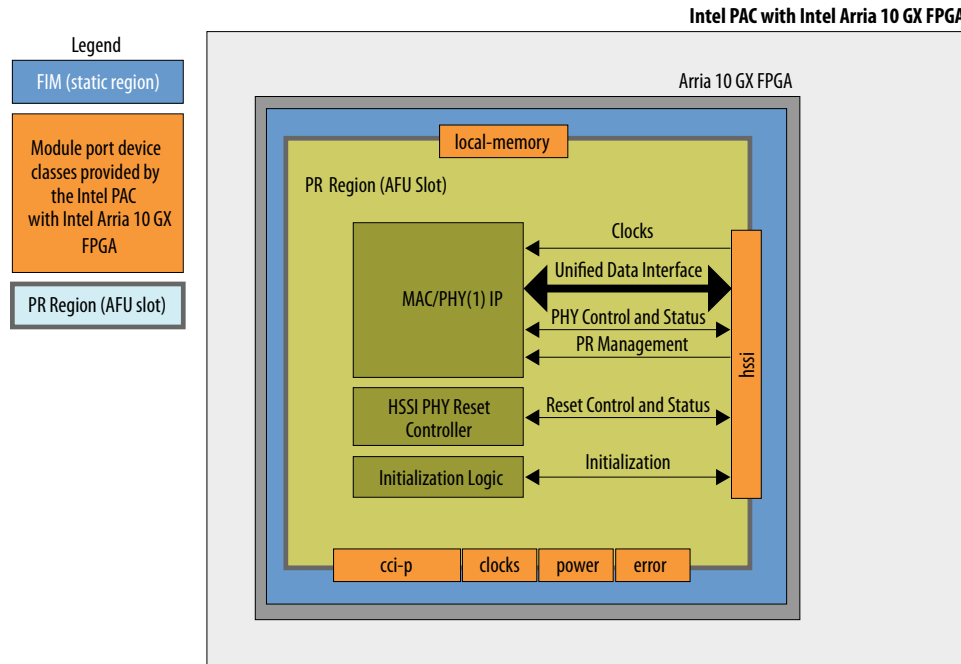 Intel PAC with Intel Arria 10 GX FPGA
Legend
FIM (static region)
Module port device
classes provided by
the Intel PAC
with Intel Arria 10 GX
FPGA
PR Region (AFU slot)
Arria 10 GX FPGA
local-memory
PR Region (AFU Slot)
MAC/PHY(1) IP
Clocks
Unified Data Interface
PHY Control and Status
PR Management
hssi
HSSI PHY Reset
Controller
Reset Control and Status
Initialization Logic
Initialization
cci-p
clocks
power
error